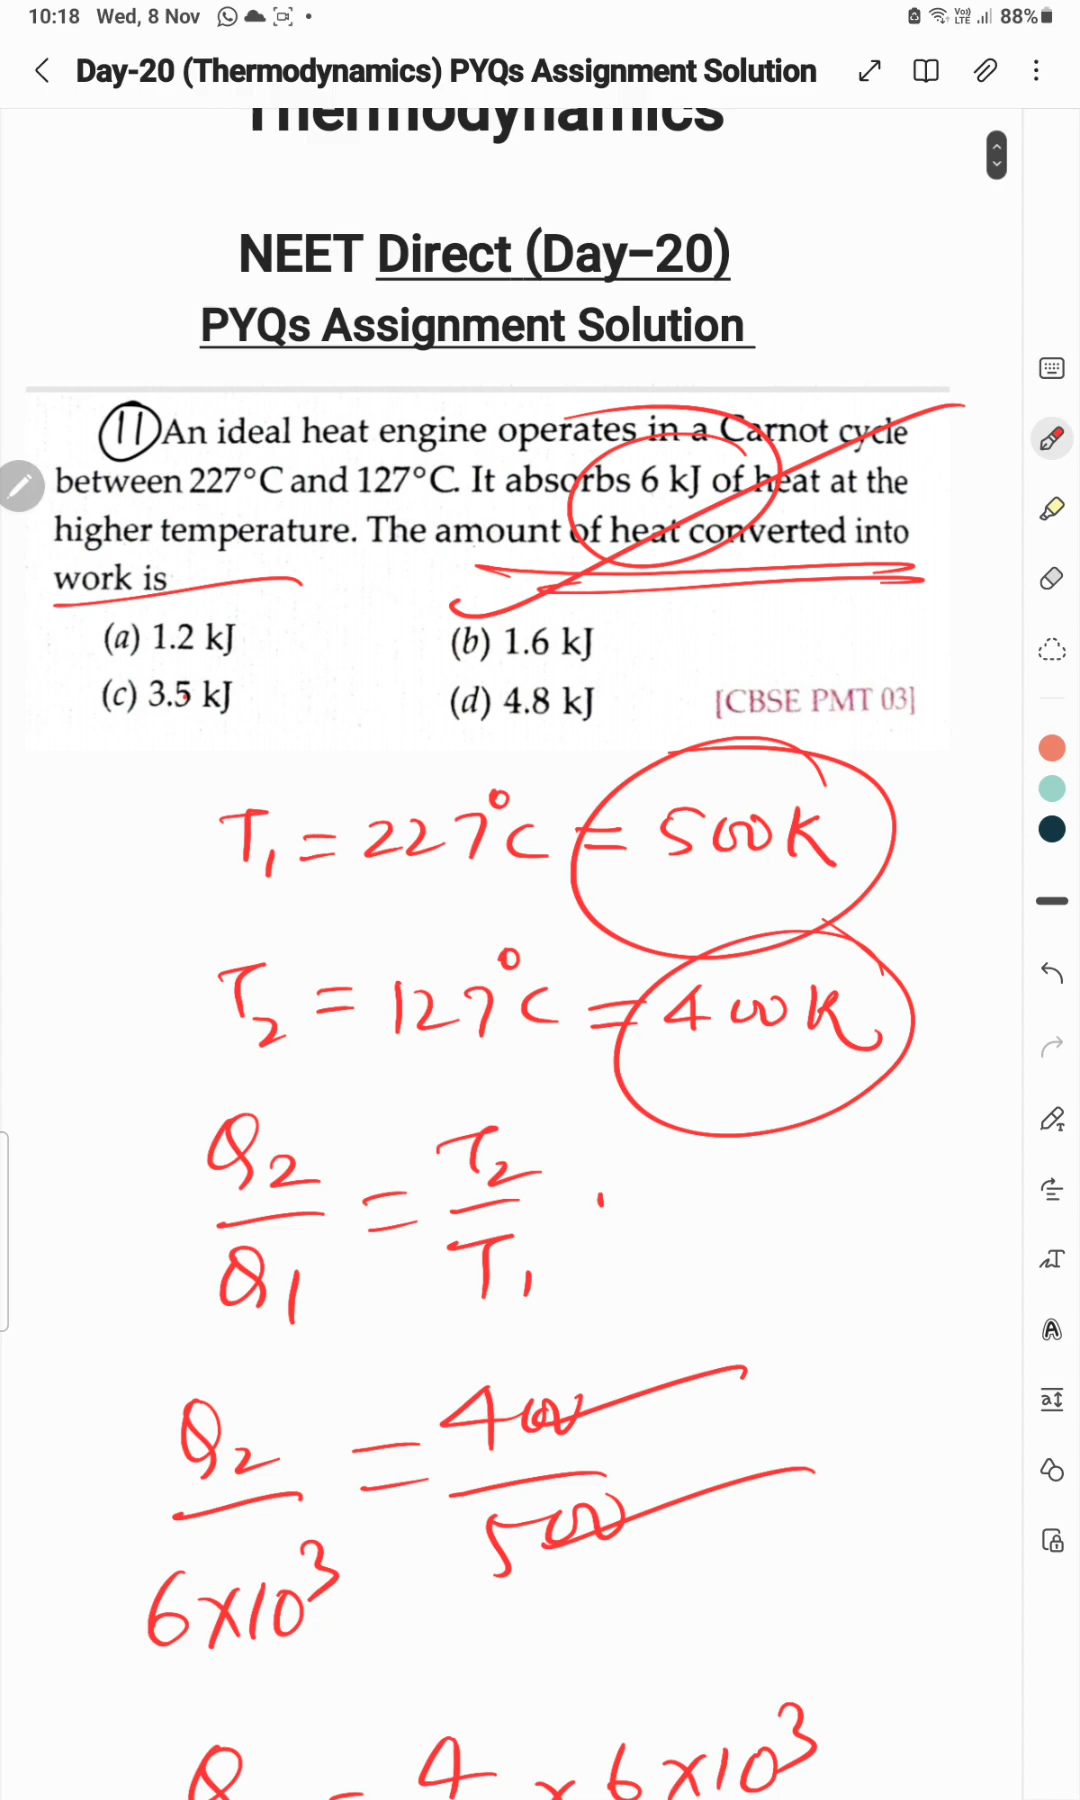 10:18 Wed, 8 Nov
88%
Day-20 (Thermodynamics) PYQs Assignment Solution
Thermodynamics
NEET Direct (Day-20)
PYQs Assignment Solution
11 An ideal heat engine operates in a Carnot cycle
between 227°C and 127°C. It absorbs 6 kJ of heat at the
higher temperature. The amount of heat converted into
work is
(a) 1.2 kJ (b) 1.6 kJ
(c) 3.5 kJ (d) 4.8 kJ [CBSE PMT 03]
T₁ = 227°C = 500K
T₂ = 127°C = 400K
Q₂/Q₁ = T₂/T₁
Q₂/6×10³ = 400/500
Q = 4 × 6×10³